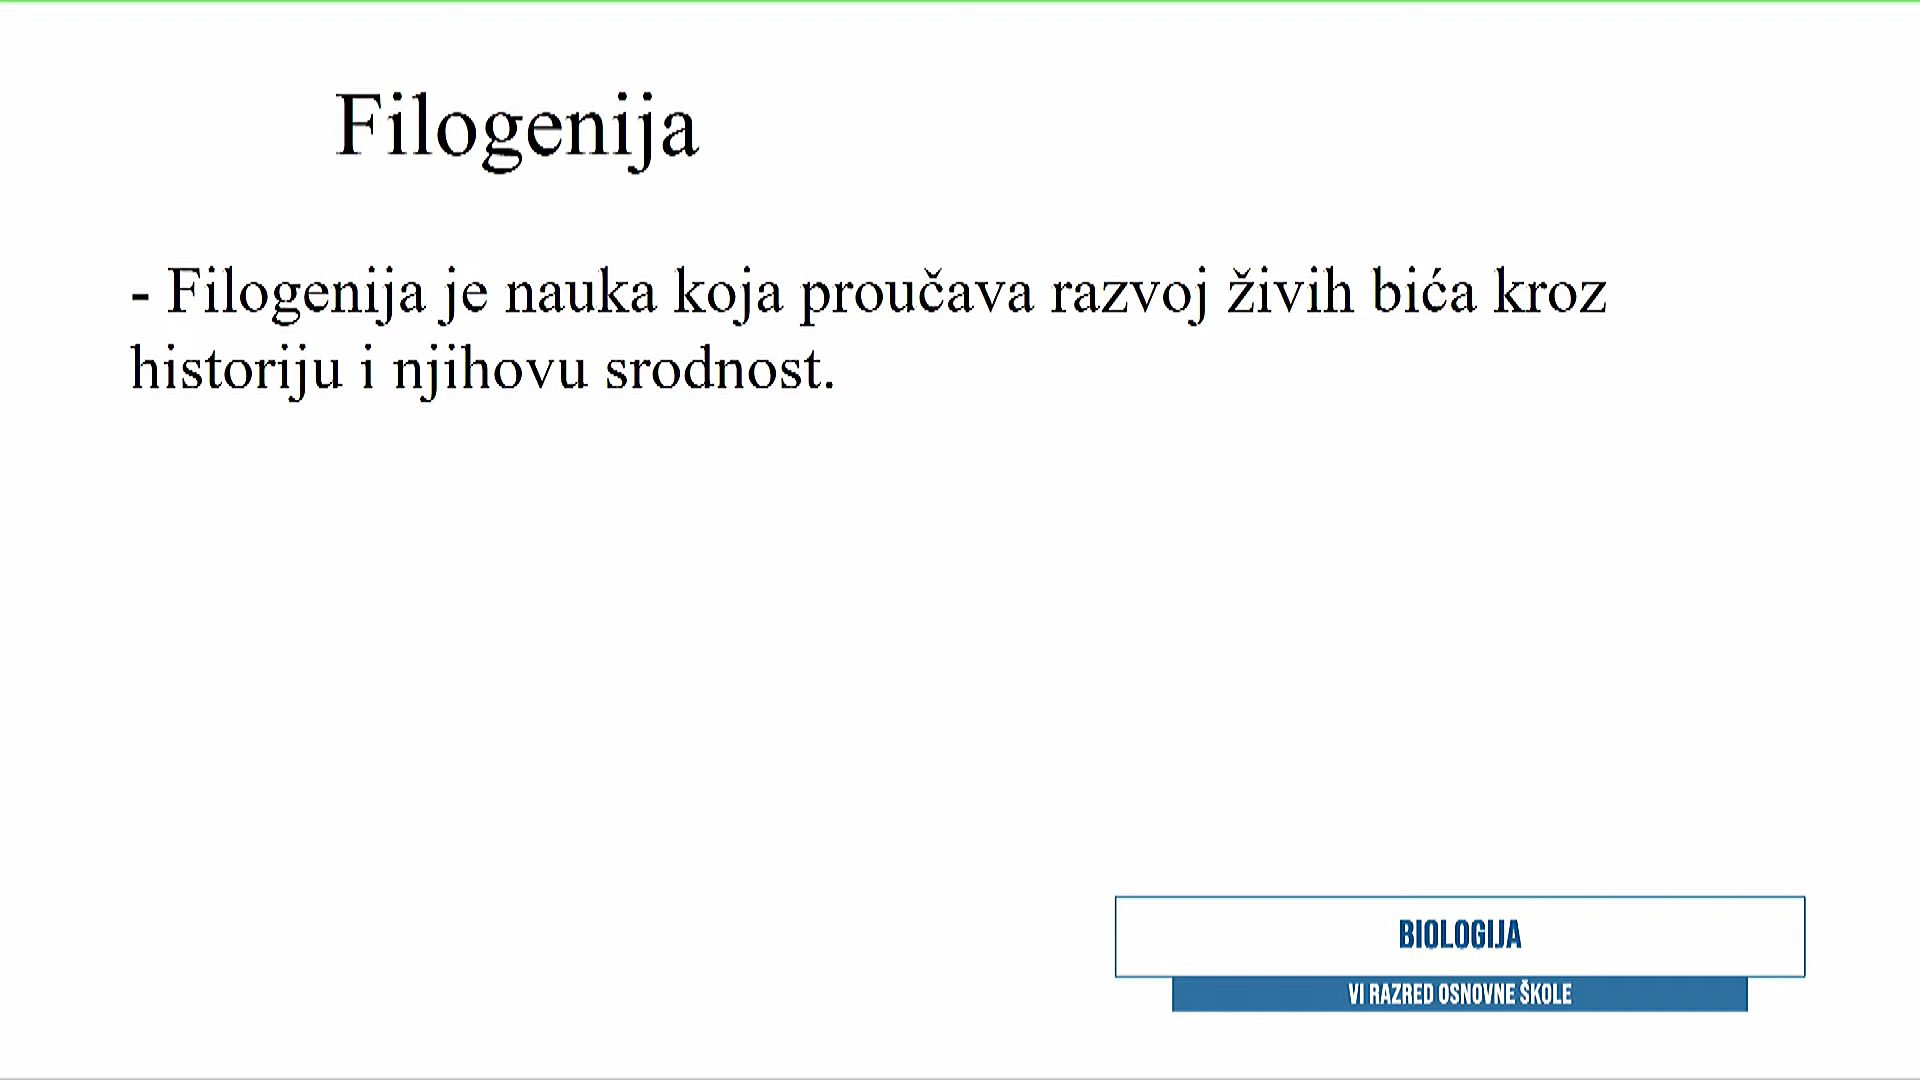 Filogenija
- Filogenija je nauka koja proučava razvoj živih bića kroz
historiju i njihovu srodnost.
BIOLOGIJA
VI RAZRED OSNOVNE ŠKOLE